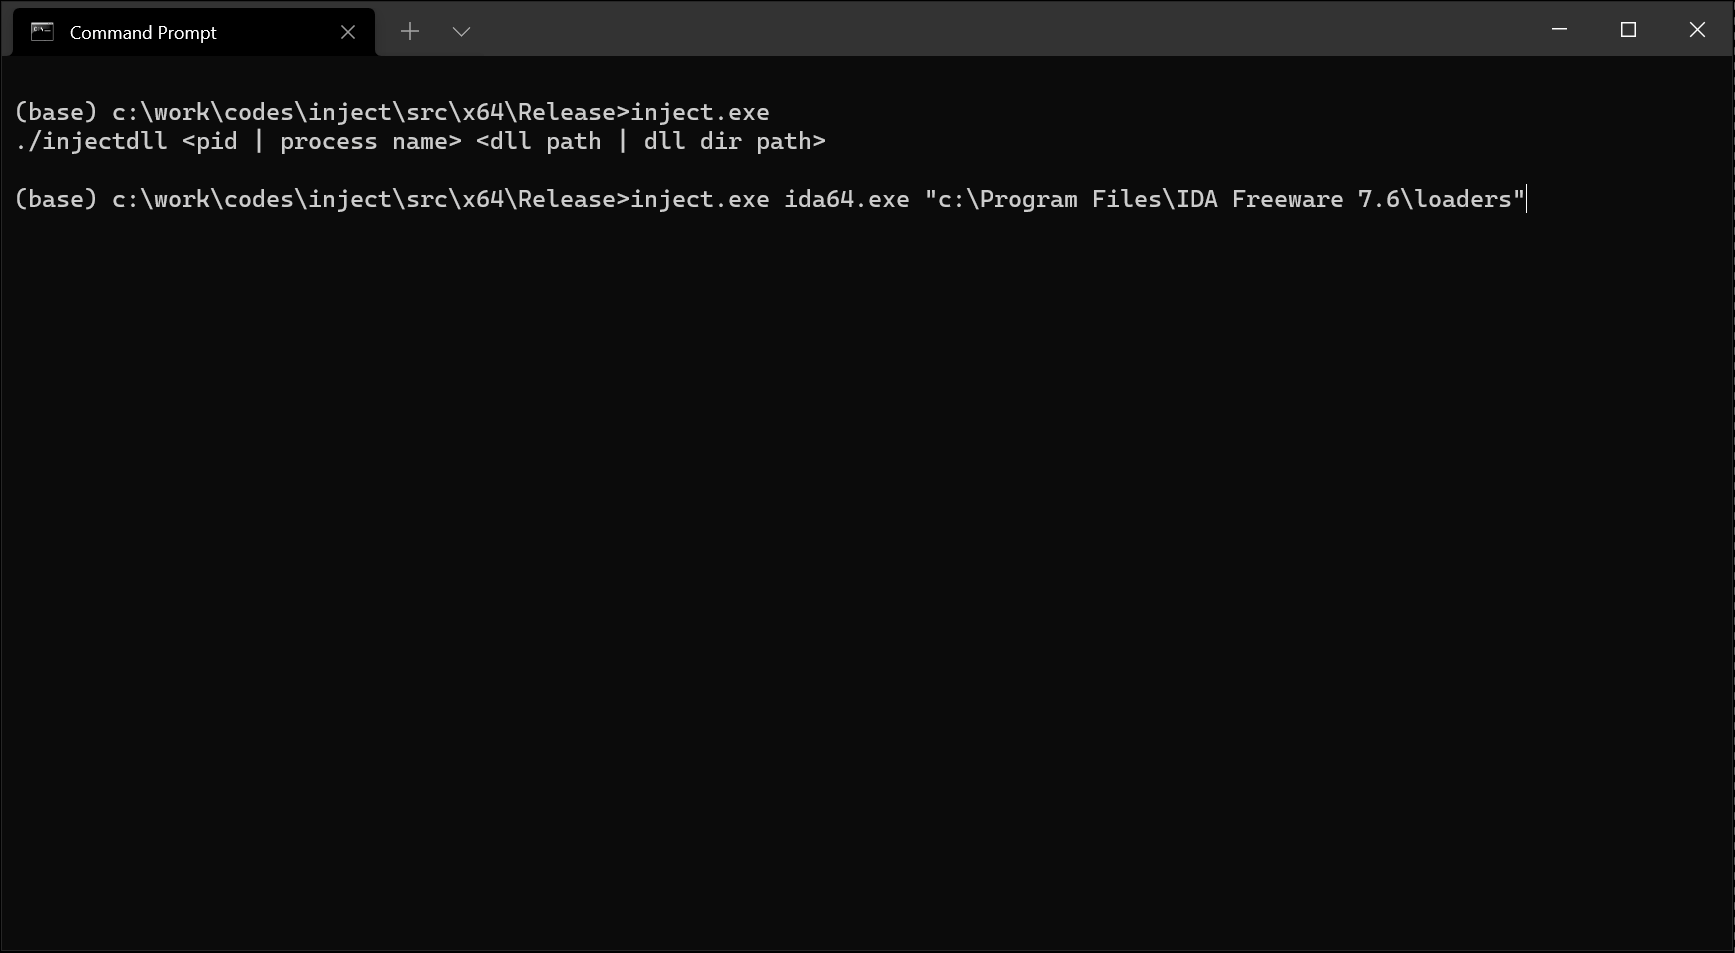 Command Prompt
(base) c:\work\codes\inject\src\x64\Release>inject.exe
./injectdll <pid | process name> <dll path | dll dir path>
(base) c:\work\codes\inject\src\x64\Release>inject.exe ida64.exe "c:\Program Files\IDA Freeware 7.6\loaders"